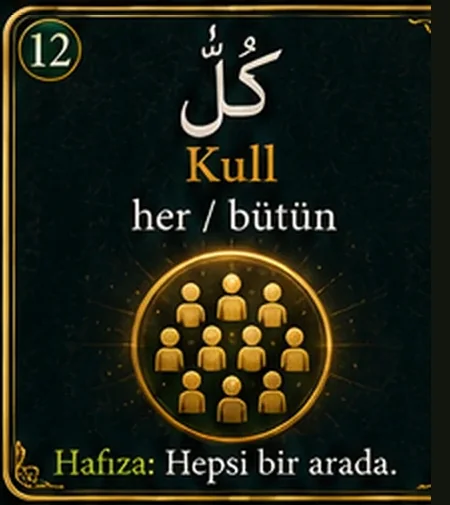 12
كُلُّ
Kull
her / bütün
Hafıza: Hepsi bir arada.